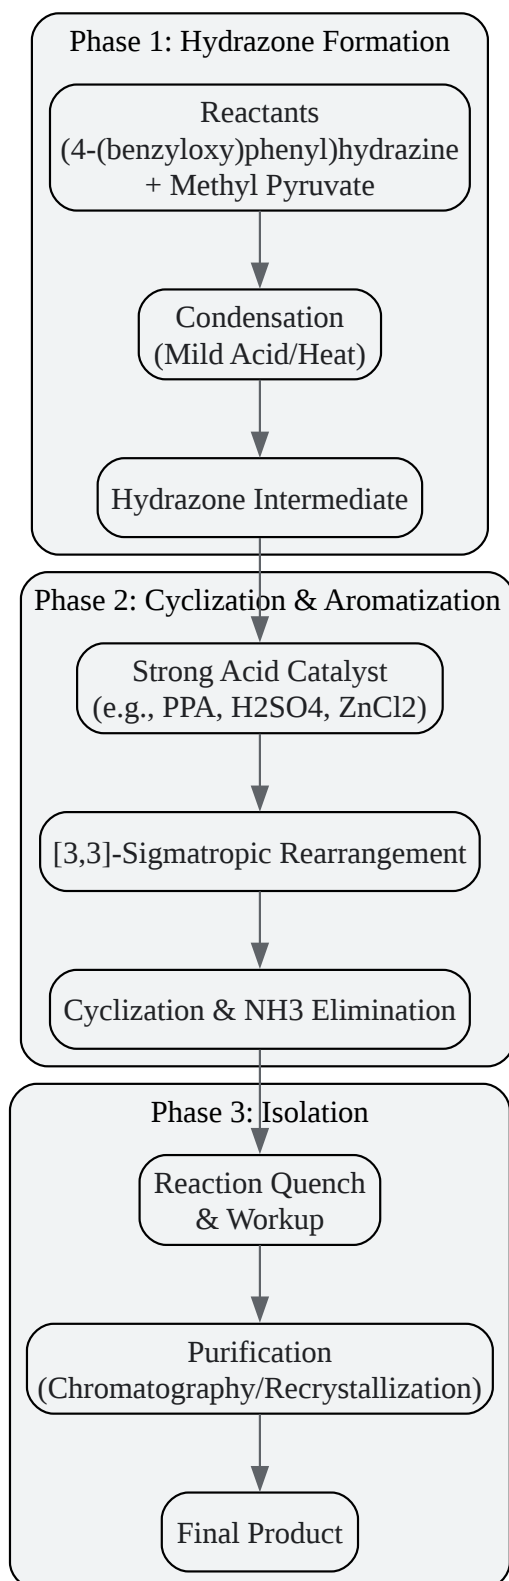 Phase 1: Hydrazone Formation
Reactants
(4-(benzyloxy)phenyl)hydrazine
+ Methyl Pyruvate
Condensation
(Mild Acid/Heat)
Hydrazone Intermediate
Phase 2: Cyclization & Aromatization
Strong Acid Catalyst
(e.g., PPA, H2SO4, ZnCl2)
[3,3]-Sigmatropic Rearrangement
Cyclization & NH3 Elimination
Phase 3: Isolation
Reaction Quench
& Workup
Purification
(Chromatography/Recrystallization)
Final Product